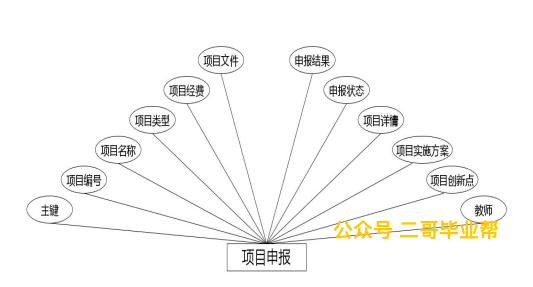 项目文件 申报结果
项目经费 申报状态
项目类型 项目详情
项目名称 项目实施方案
项目编号 项目创新点
主键 教师
公众号 二哥毕业帮
项目申报